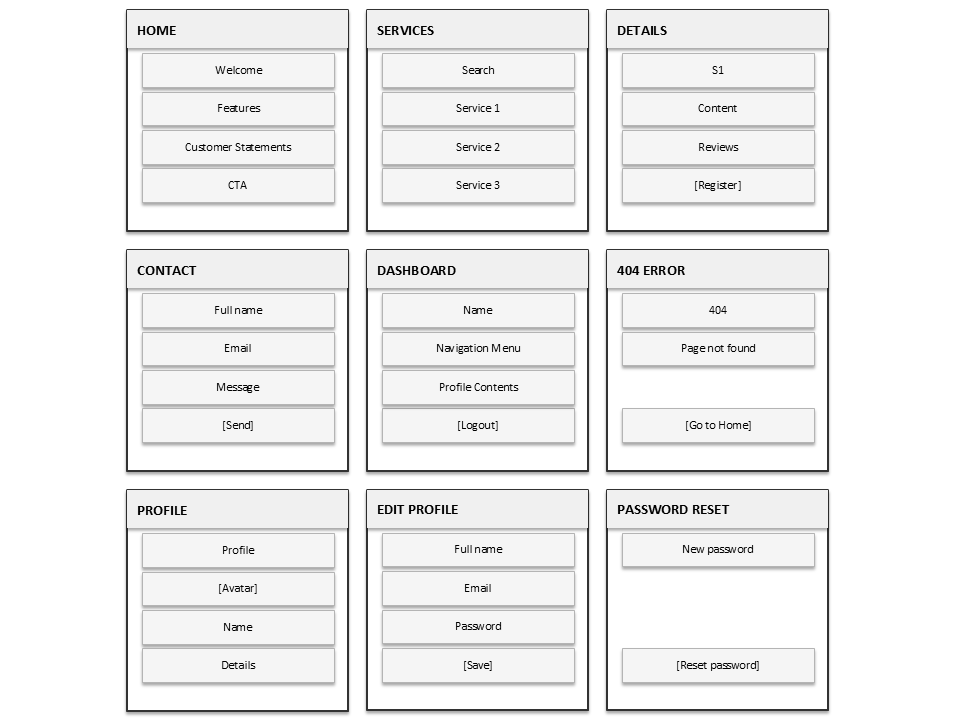 HOME
Welcome
Features
Customer Statements
CTA
SERVICES
Search
Service 1
Service 2
Service 3
DETAILS
S1
Content
Reviews
[Register]
CONTACT
Full name
Email
Message
[Send]
DASHBOARD
Name
Navigation Menu
Profile Contents
[Logout]
404 ERROR
404
Page not found
[Go to Home]
PROFILE
Profile
[Avatar]
Name
Details
EDIT PROFILE
Full name
Email
Password
[Save]
PASSWORD RESET
New password
[Reset password]